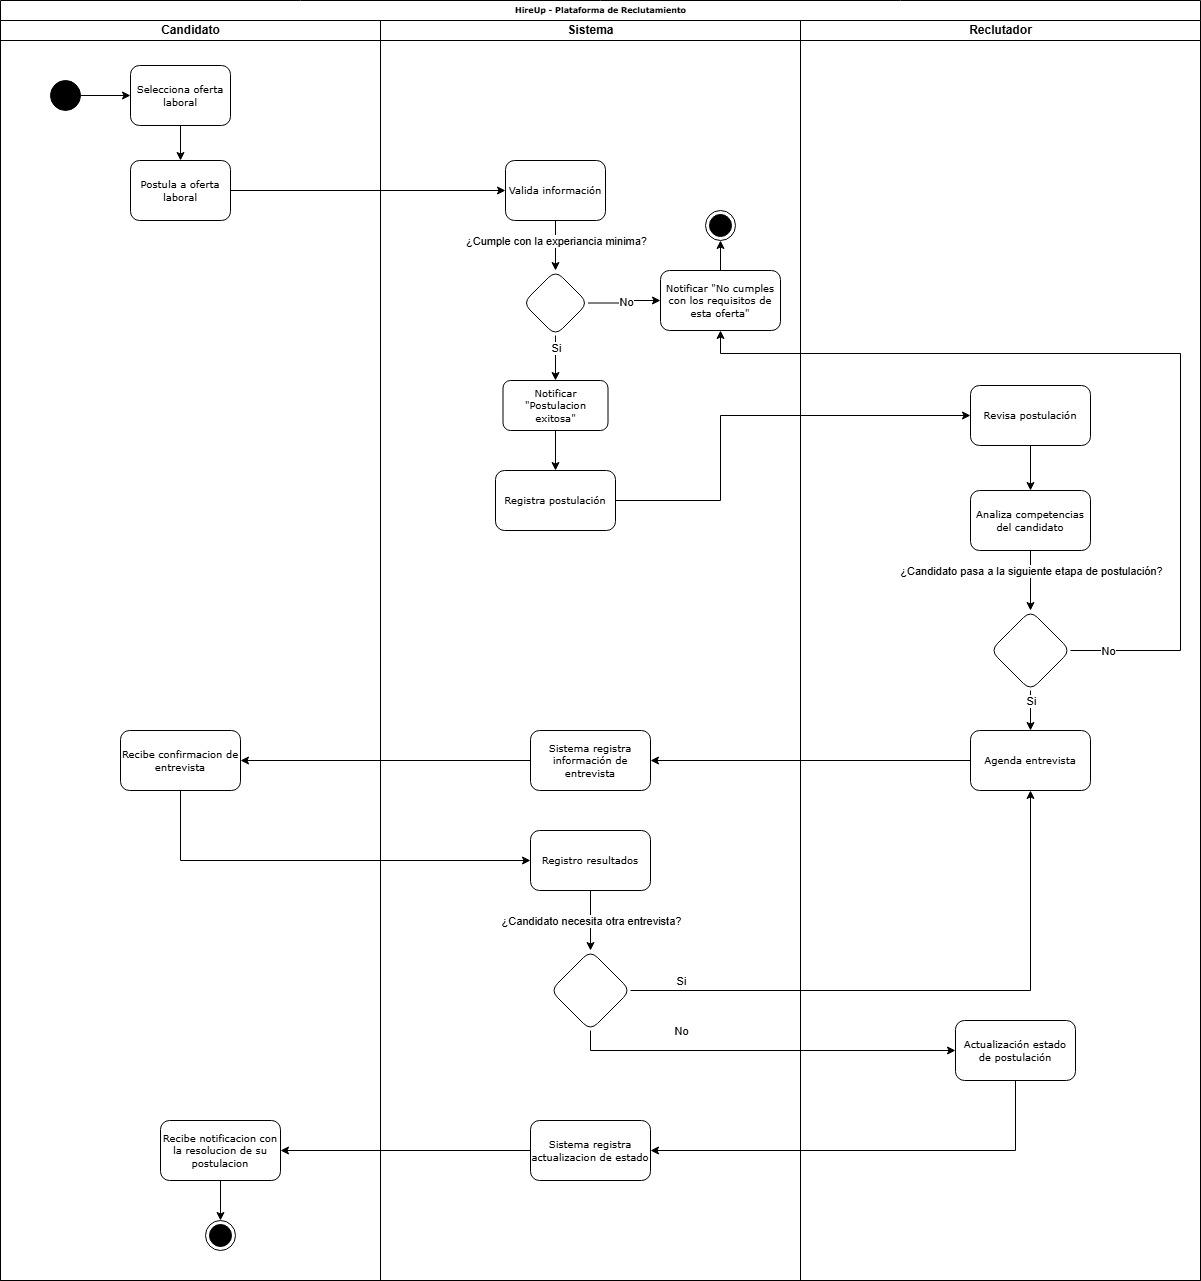 HireUp - Plataforma de Reclutamiento
Candidato
Sistema
Reclutador
Selecciona oferta
laboral
Postula a oferta
laboral
Valida información
¿Cumple con la experiancia minima?
No
Notificar "No cumples
con los requisitos de
esta oferta"
Si
Notificar
"Postulacion
exitosa"
Registra postulación
Revisa postulación
Analiza competencias
del candidato
¿Candidato pasa a la siguiente etapa de postulación?
No
Si
Agenda entrevista
Sistema registra
información de
entrevista
Recibe confirmacion de
entrevista
Registro resultados
¿Candidato necesita otra entrevista?
Si
No
Actualización estado
de postulación
Sistema registra
actualizacion de estado
Recibe notificacion con
la resolucion de su
postulacion